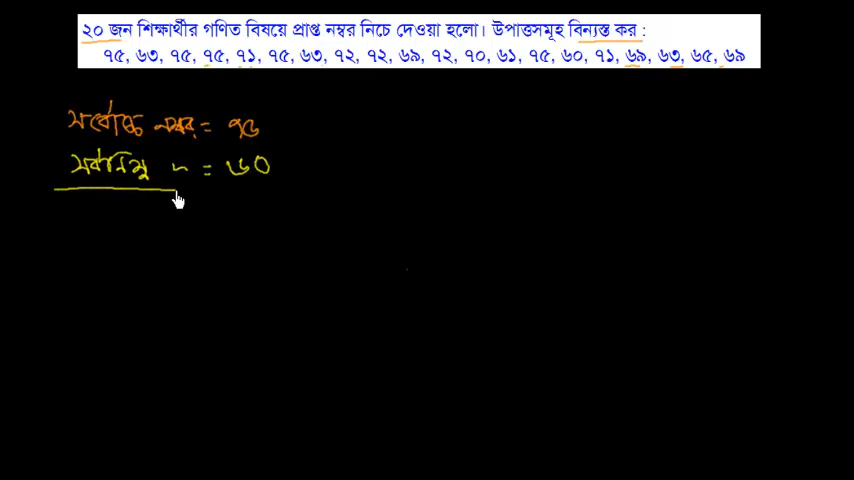 ২০ জন শিক্ষার্থীর গণিত বিষয়ে প্রাপ্ত নম্বর নিচে দেওয়া হলো। উপাত্তসমূহ বিন্যস্ত কর :
৭৫, ৬৩, ৭৫, ৭৫, ৭১, ৭৫, ৬৩, ৭২, ৭২, ৬৯, ৭২, ৭০, ৬১, ৭৫, ৬০, ৭১, ৬৯, ৬৩, ৬৫, ৬৯
সর্বোচ্চ নম্বর = ৭৫
সর্বনিম্ন " = ৬০